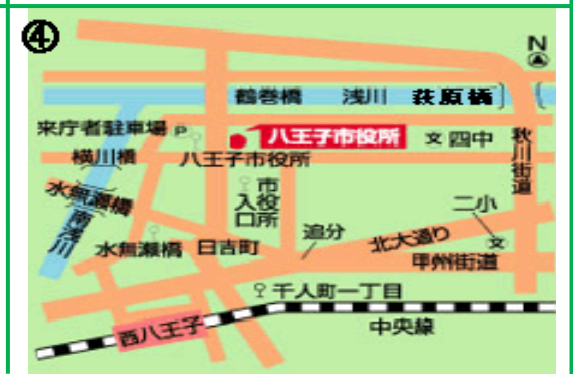 ④
N
鶴巻橋
浅川
萩原橋
来庁者駐車場 P
八王子市役所
文 四中
秋川街道
横川橋
八王子市役所
水無瀬橋
南浅川
市役所
入口
二小
文
追分
北大通り
水無瀬橋
日吉町
甲州街道
千人町一丁目
西八王子
中央線